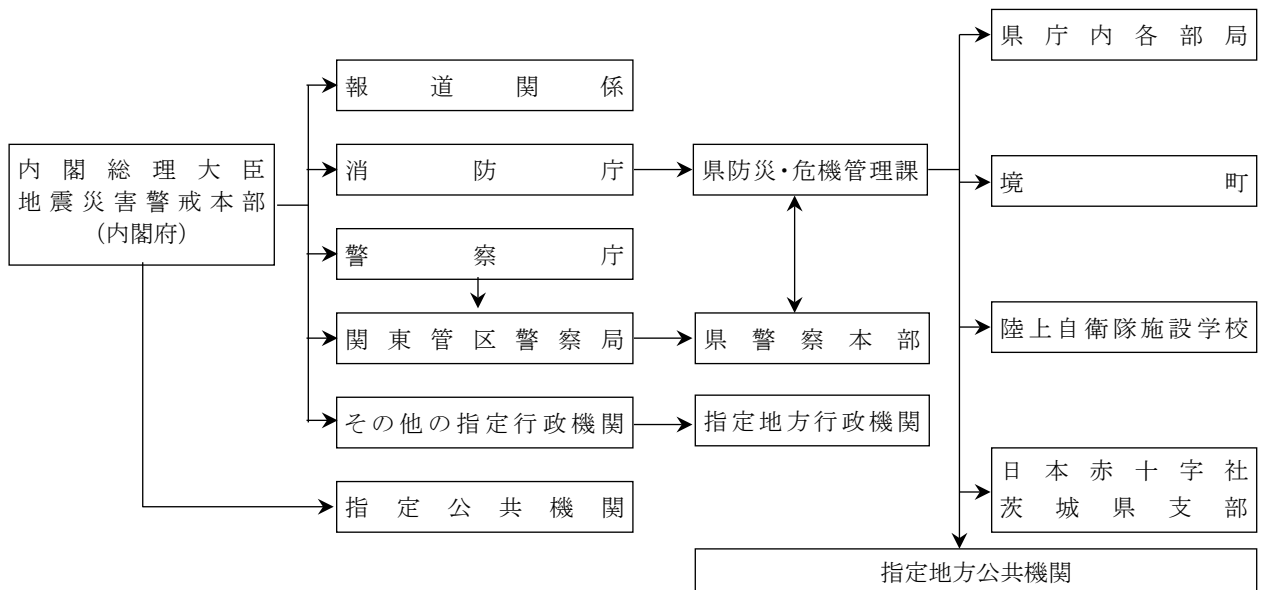 内閣総理大臣
地震災害警戒本部
(内閣府)
報道関係
消防庁
警察庁
関東管区警察局
その他の指定行政機関
指定公共機関
県防災・危機管理課
県警察本部
指定地方行政機関
県庁内各部局
境町
陸上自衛隊施設学校
日本赤十字社
茨城県支部
指定地方公共機関